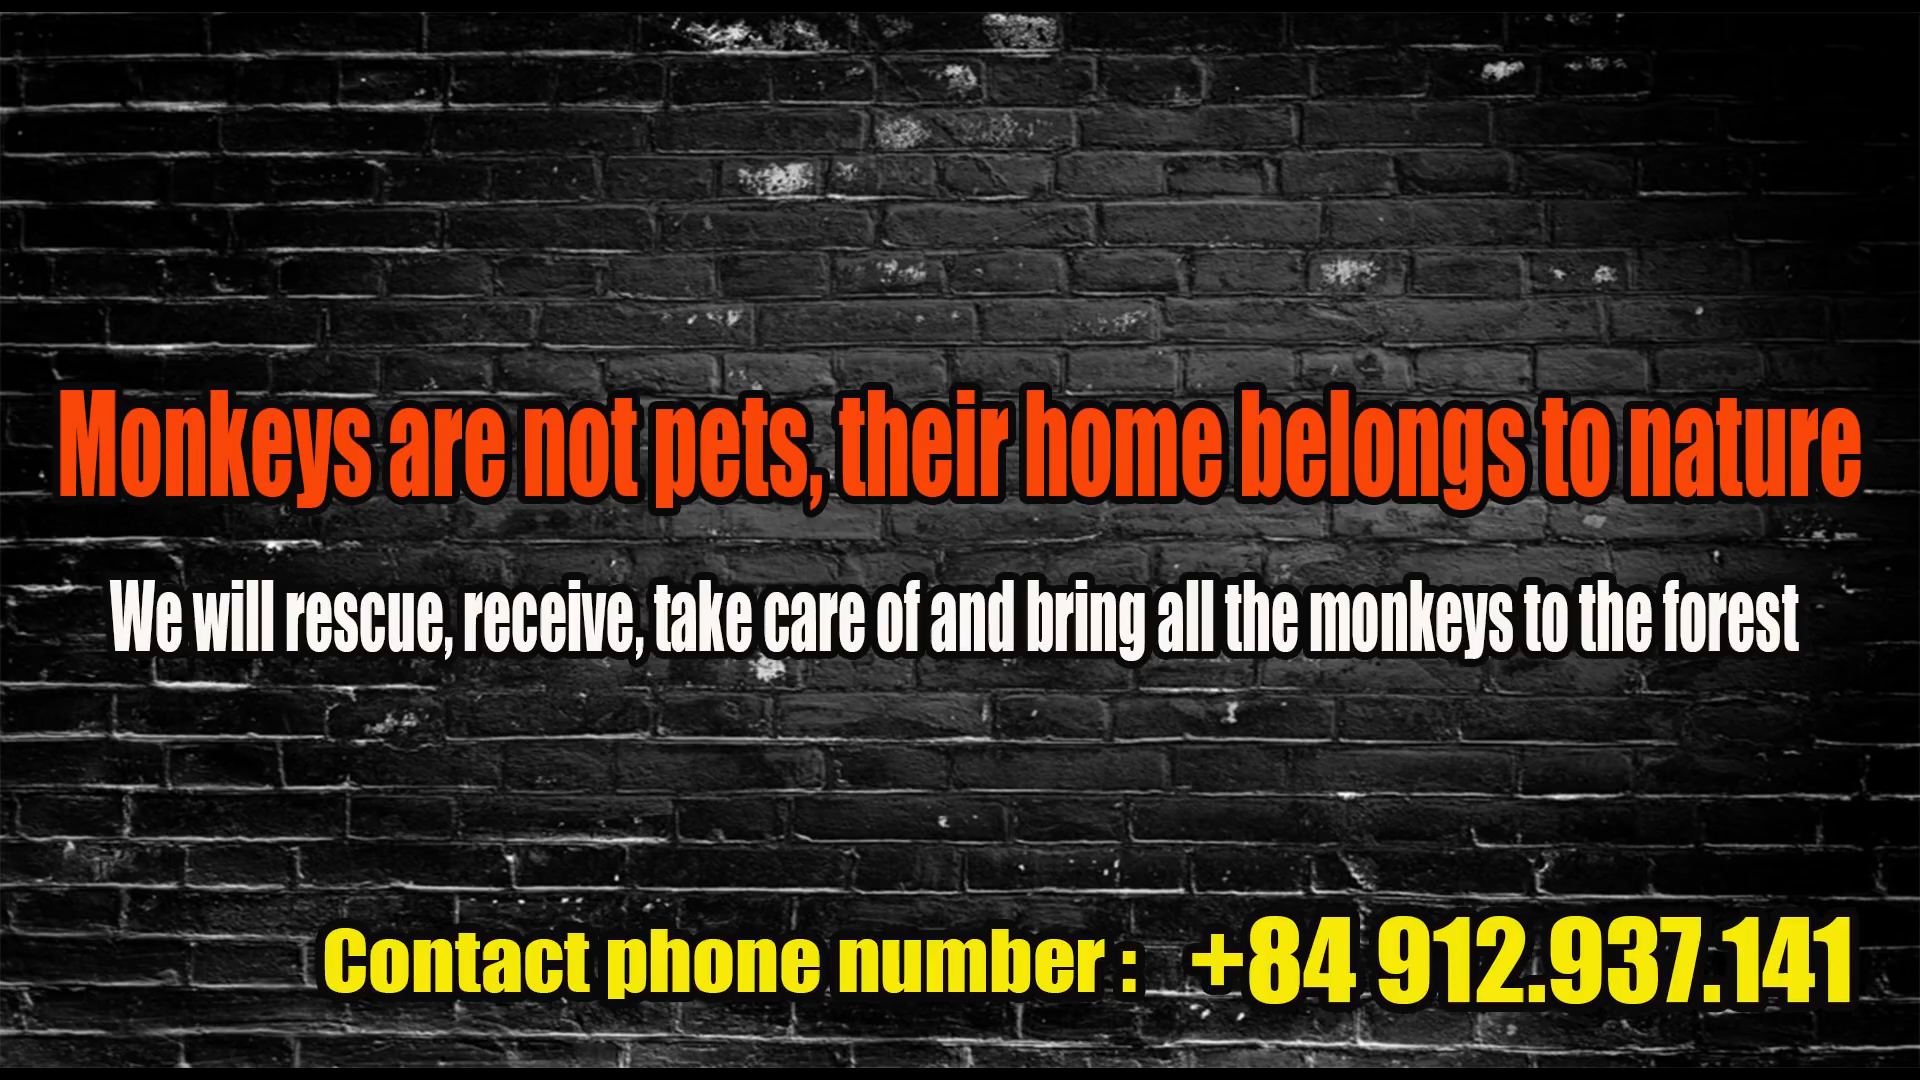 Monkeys are not pets, their home belongs to nature
We will rescue, receive, take care of and bring all the monkeys to the forest
Contact phone number : +84 912.937.141